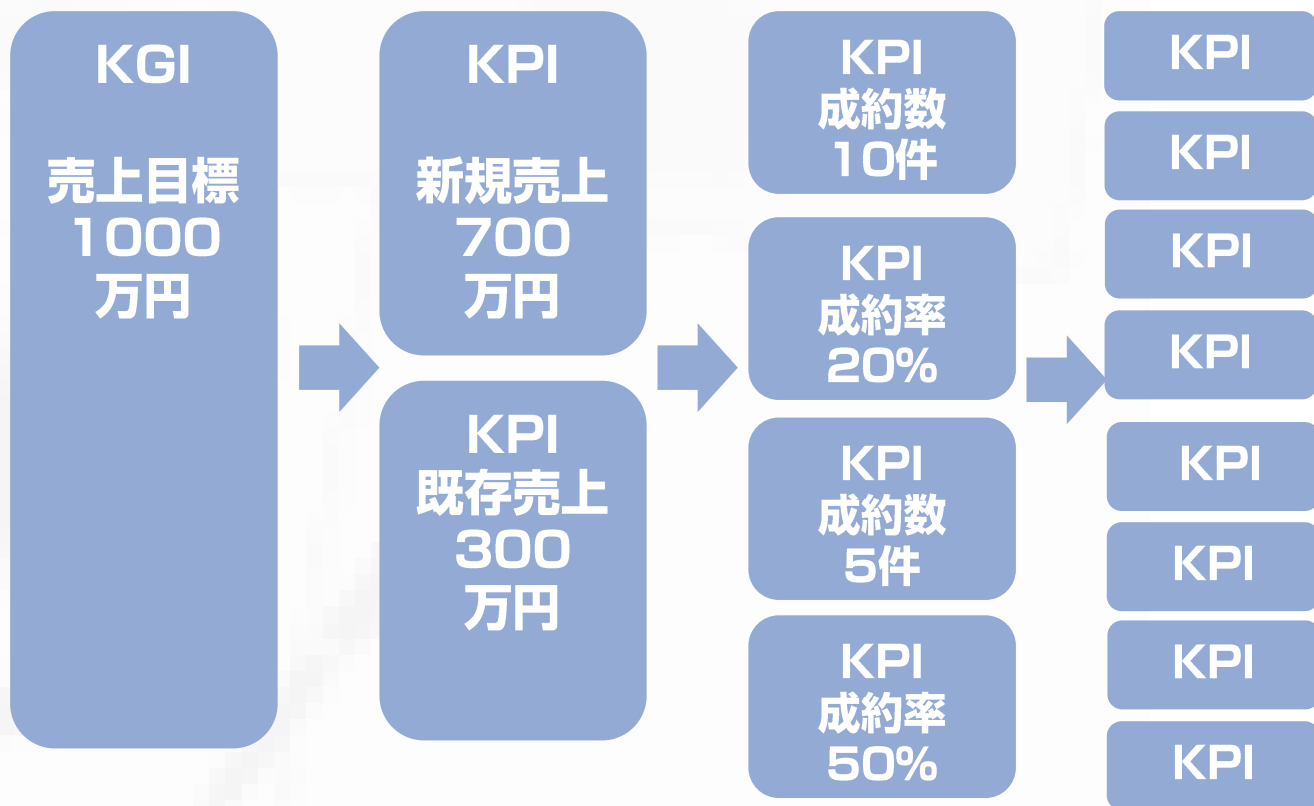 KGI
売上目標
1000
万円
KPI
新規売上
700
万円
KPI
既存売上
300
万円
KPI
成約数
10件
KPI
成約率
20%
KPI
成約数
5件
KPI
成約率
50%
KPI
KPI
KPI
KPI
KPI
KPI
KPI
KPI